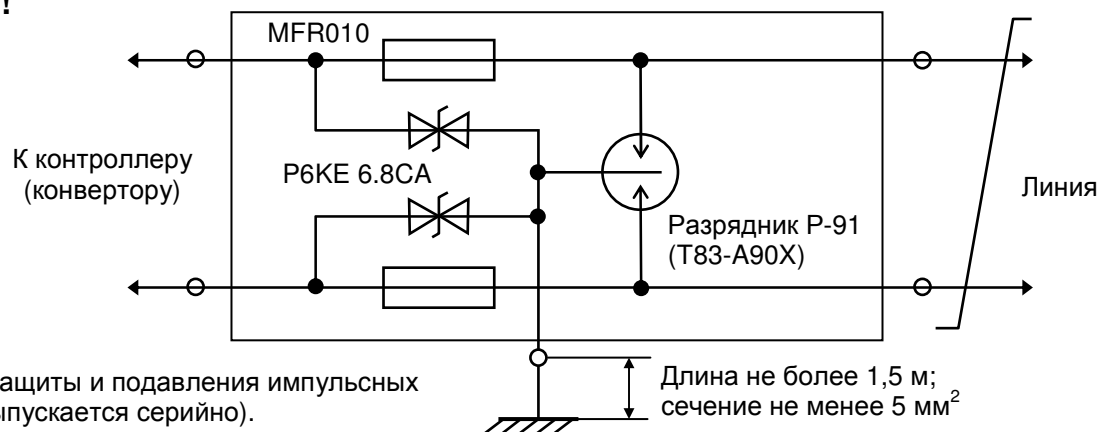 !
MFR010
К контроллеру
(конвертору)
P6KE 6.8CA
Линия
Разрядник Р-91
(T83-A90X)
ащиты и подавления импульсных
ыпускается серийно).
Длина не более 1,5 м;
сечение не менее 5 мм²